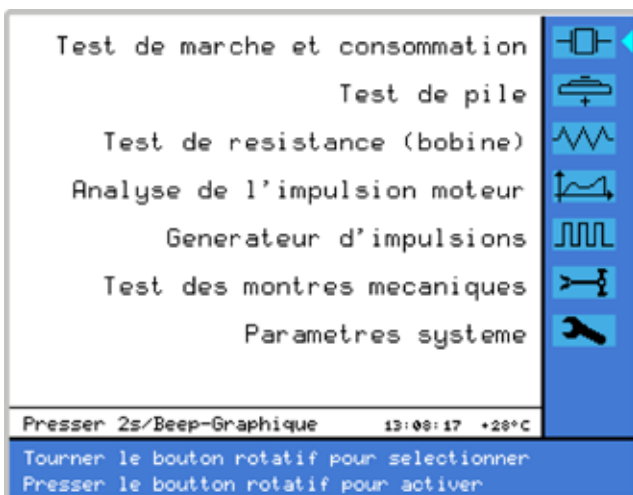 Test de marche et consommation
Test de pile
Test de resistance (bobine)
Analyse de l'impulsion moteur
Generateur d'impulsions
Test des montres mecaniques
Parametres systeme
Presser 2s/Beep-Graphique 13:08:17 +28°C
Tourner le bouton rotatif pour selectionner
Presser le boutton rotatif pour activer